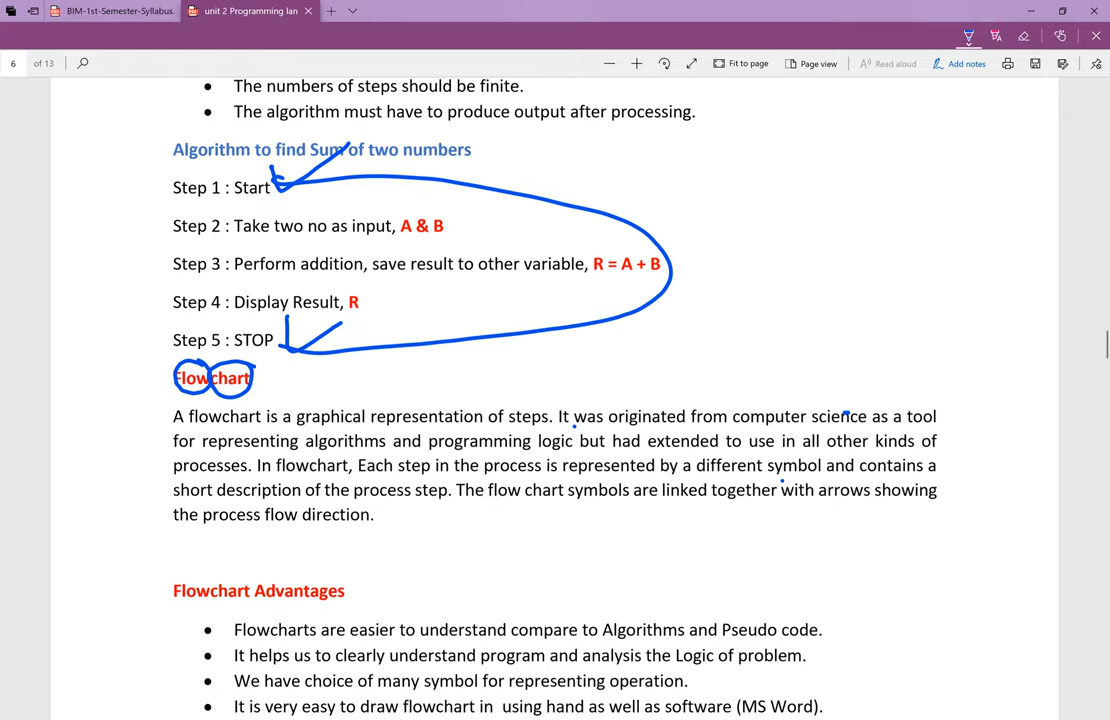 BIM-1st-Semester-Syllabus.
unit 2 Programming lan
6 of 13
Fit to page
Page view
Read aloud
Add notes
• The numbers of steps should be finite.
• The algorithm must have to produce output after processing.
Algorithm to find Sum of two numbers
Step 1 : Start
Step 2 : Take two no as input, A & B
Step 3 : Perform addition, save result to other variable, R = A + B
Step 4 : Display Result, R
Step 5 : STOP
Flowchart
A flowchart is a graphical representation of steps. It was originated from computer science as a tool
for representing algorithms and programming logic but had extended to use in all other kinds of
processes. In flowchart, Each step in the process is represented by a different symbol and contains a
short description of the process step. The flow chart symbols are linked together with arrows showing
the process flow direction.
Flowchart Advantages
• Flowcharts are easier to understand compare to Algorithms and Pseudo code.
• It helps us to clearly understand program and analysis the Logic of problem.
• We have choice of many symbol for representing operation.
• It is very easy to draw flowchart in using hand as well as software (MS Word).